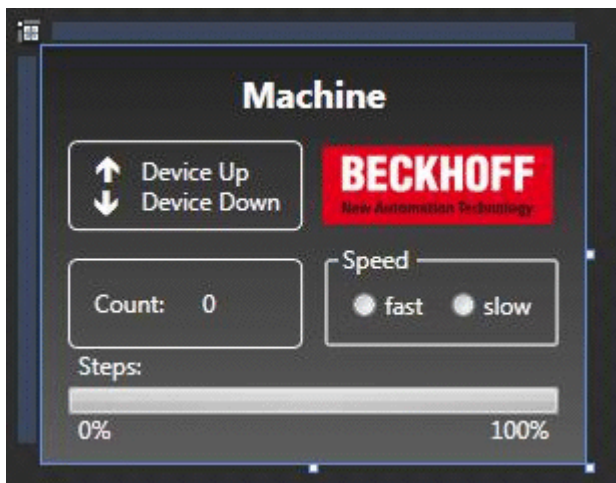 Machine
Device Up
Device Down
BECKHOFF
New Automation Technology
Count: 0
Speed
fast slow
Steps:
0% 100%